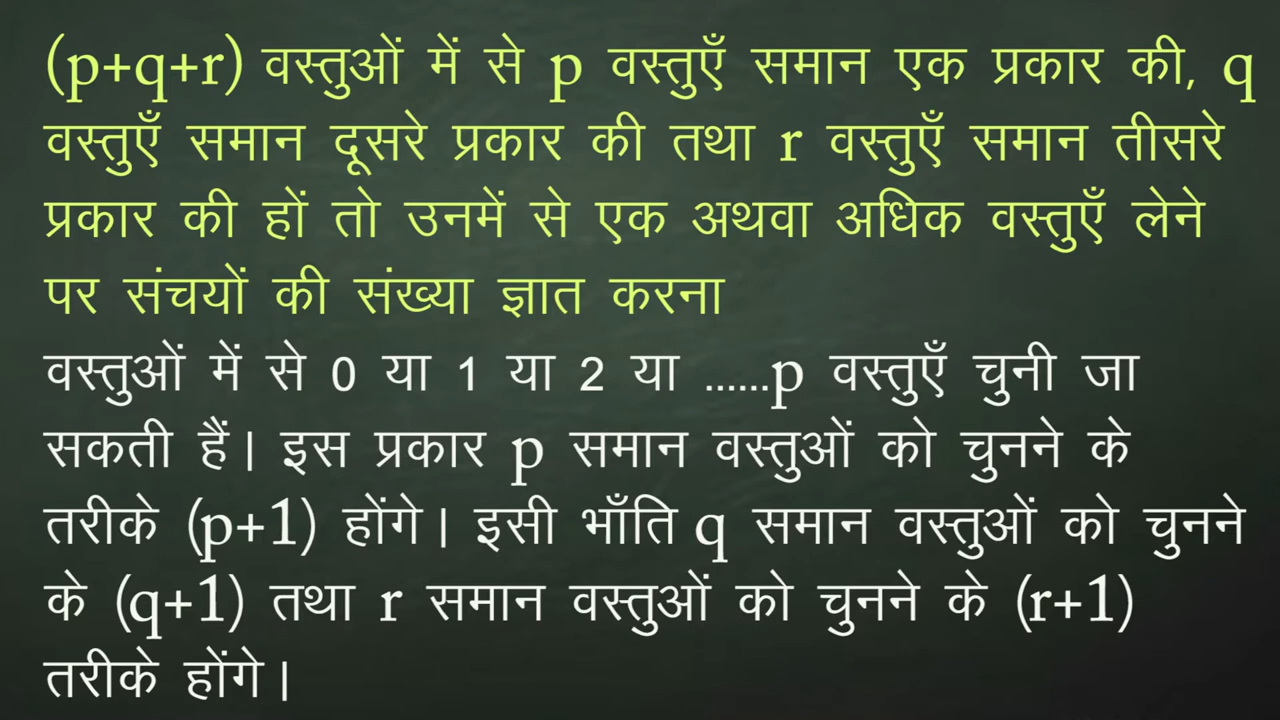 (p+q+r) वस्तुओं में से p वस्तुएँ समान एक प्रकार की, q
वस्तुएँ समान दूसरे प्रकार की तथा r वस्तुएँ समान तीसरे
प्रकार की हों तो उनमें से एक अथवा अधिक वस्तुएँ लेने
पर संचयों की संख्या ज्ञात करना
वस्तुओं में से 0 या 1 या 2 या ......p वस्तुएँ चुनी जा
सकती हैं। इस प्रकार p समान वस्तुओं को चुनने के
तरीके (p+1) होंगे। इसी भाँति q समान वस्तुओं को चुनने
के (q+1) तथा r समान वस्तुओं को चुनने के (r+1)
तरीके होंगे।